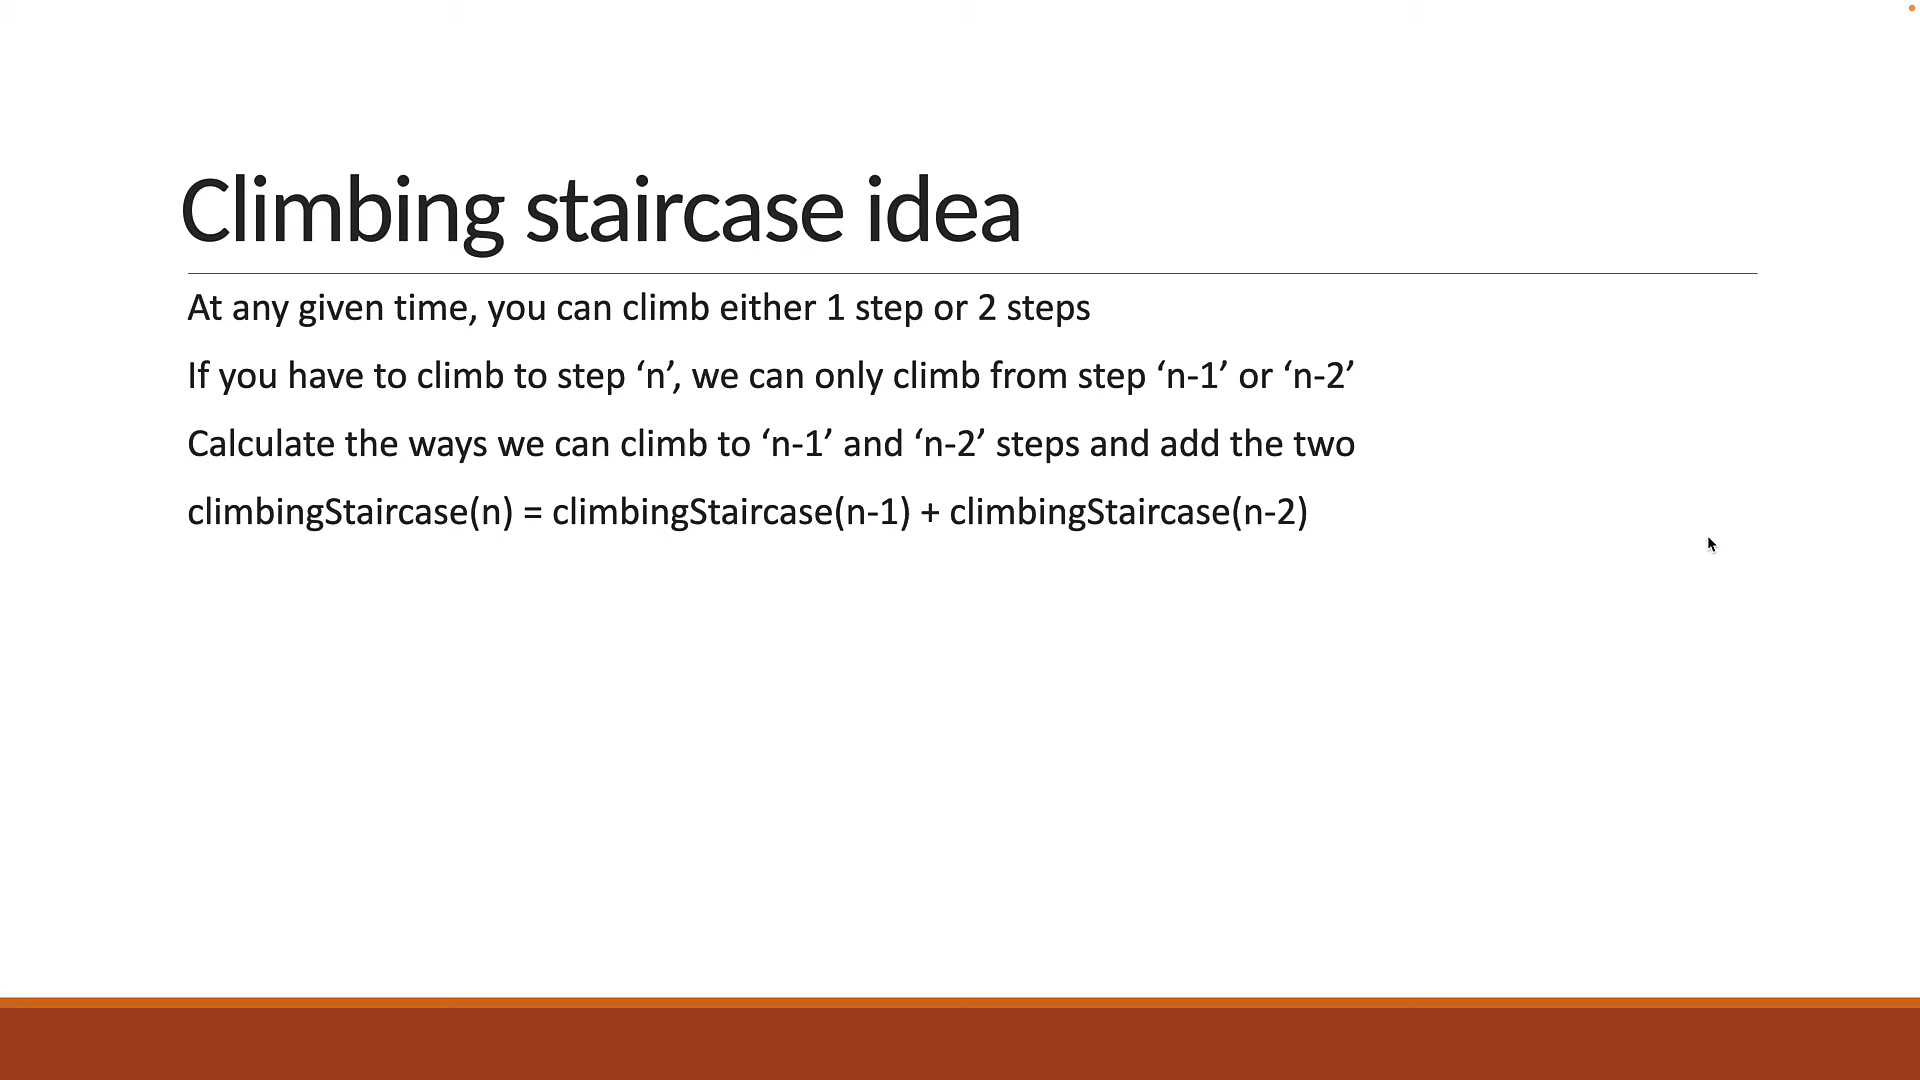 Climbing staircase idea
At any given time, you can climb either 1 step or 2 steps
If you have to climb to step ‘n’, we can only climb from step ‘n-1’ or ‘n-2’
Calculate the ways we can climb to ‘n-1’ and ‘n-2’ steps and add the two
climbingStaircase(n) = climbingStaircase(n-1) + climbingStaircase(n-2)